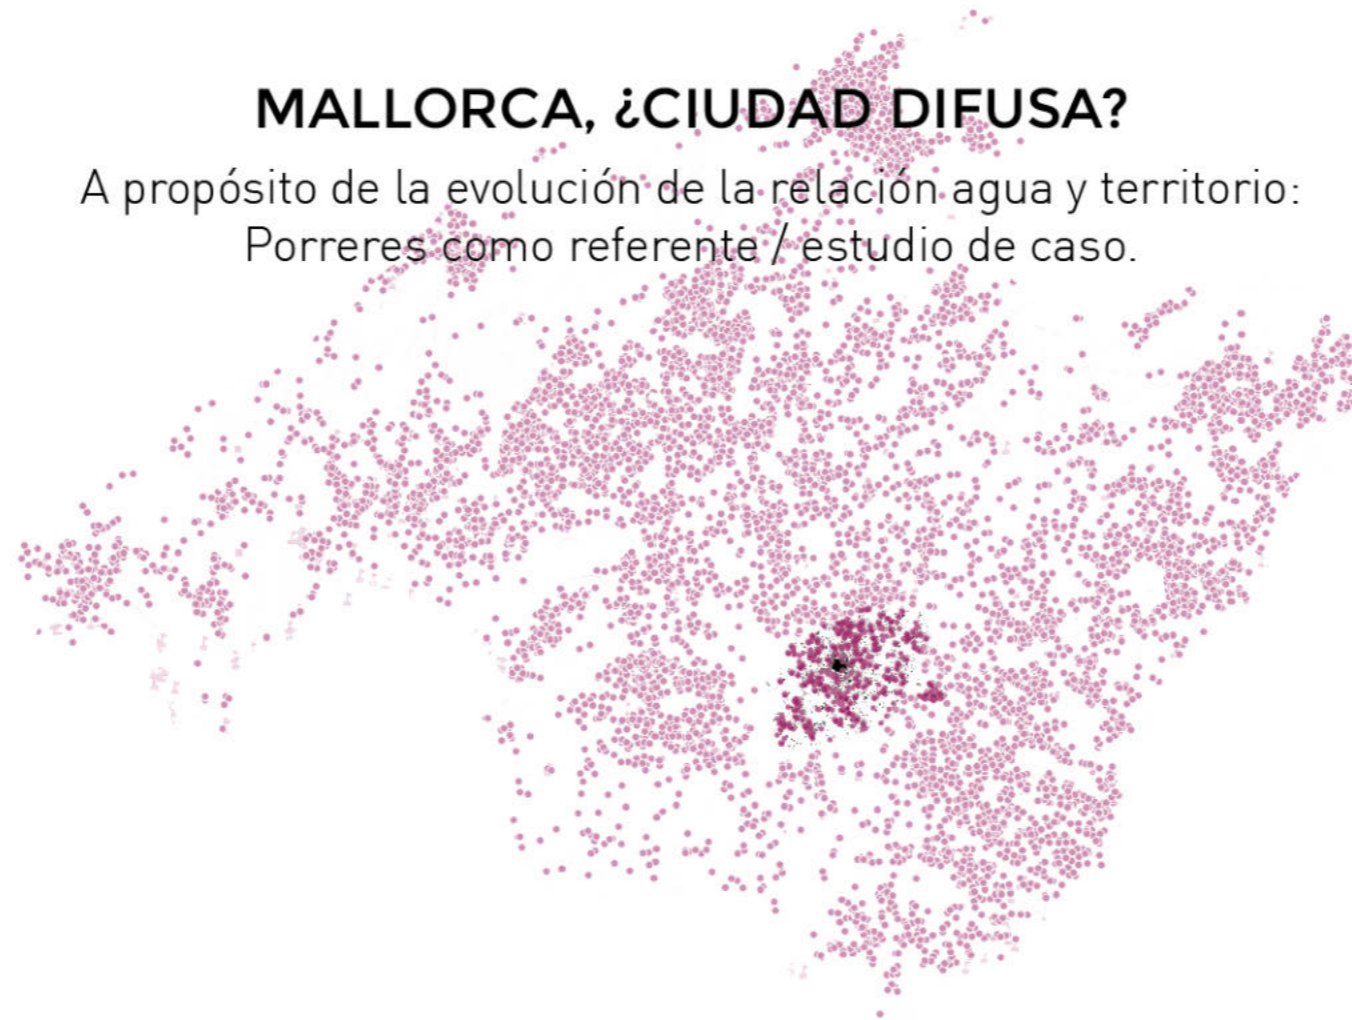 MALLORCA, ¿CIUDAD DIFUSA?
A propósito de la evolución de la relación agua y territorio:
Porreres como referente / estudio de caso.